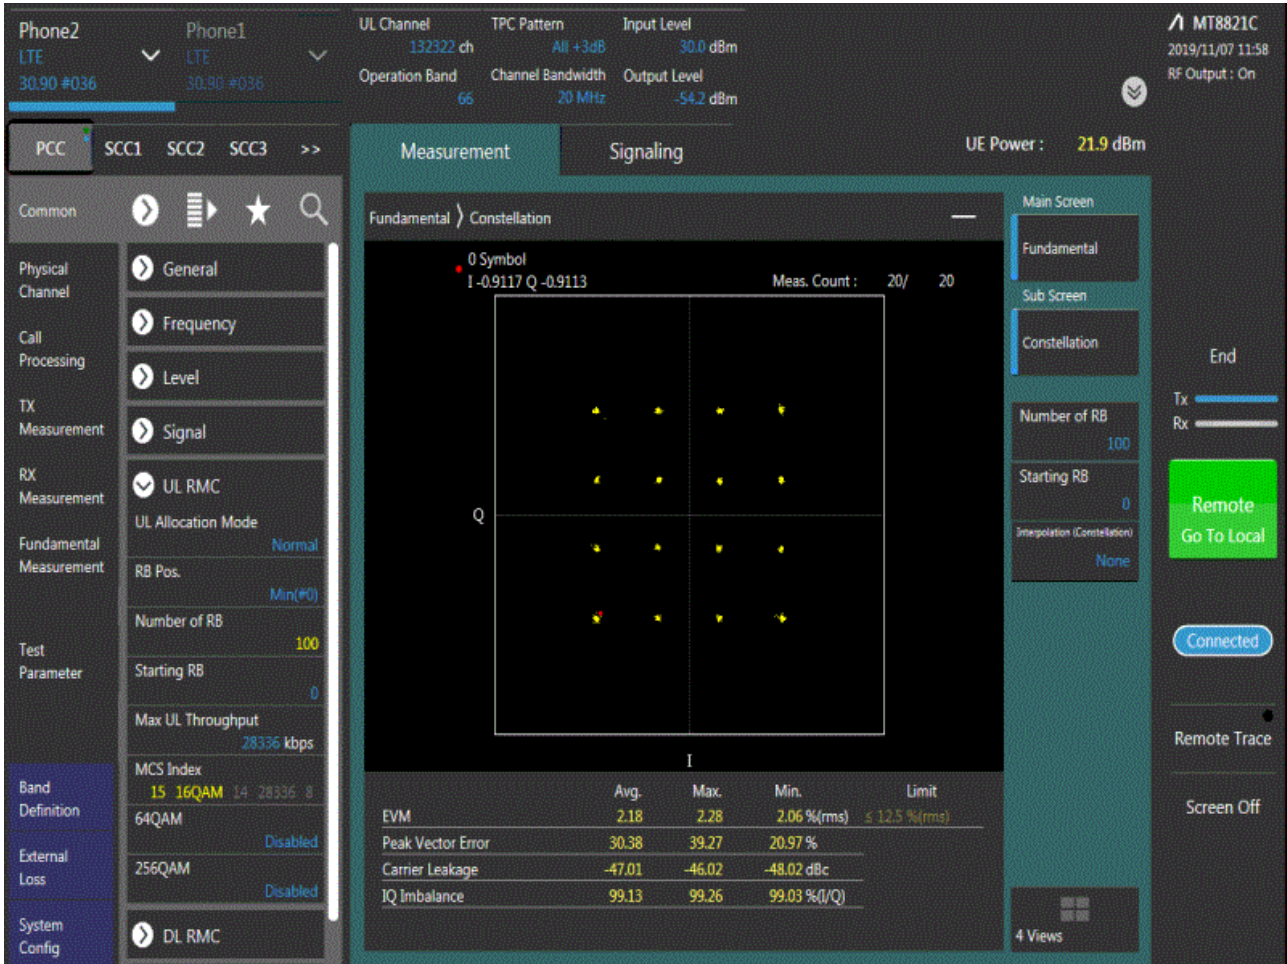 Phone2
LTE
30.90 #036
Phone1
LTE
30.90 #036
UL Channel
132322 ch
TPC Pattern
All +3dB
Input Level
30.0 dBm
Operation Band
66
Channel Bandwidth
20 MHz
Output Level
-54.2 dBm
MT8821C
2019/11/07 11:58
RF Output : On
PCC SCC1 SCC2 SCC3 >>
Measurement
Signaling
UE Power : 21.9 dBm
Common
Physical
Channel
Call
Processing
TX
Measurement
RX
Measurement
Fundamental
Measurement
Test
Parameter
Band
Definition
External
Loss
System
Config
General
Frequency
Level
Signal
UL RMC
UL Allocation Mode
Normal
RB Pos.
Min(#0)
Number of RB
100
Starting RB
0
Max UL Throughput
28336 kbps
MCS Index
15 16QAM 14 28336 8
64QAM
Disabled
256QAM
Disabled
DL RMC
Fundamental 〉 Constellation
0 Symbol
I -0.9117 Q -0.9113
Meas. Count : 20/ 20
Q
I
Avg. Max. Min. Limit
EVM 2.18 2.28 2.06 %(rms) ≤ 12.5 %(rms)
Peak Vector Error 30.38 39.27 20.97 %
Carrier Leakage -47.01 -46.02 -48.02 dBc
IQ Imbalance 99.13 99.26 99.03 %(I/Q)
Main Screen
Fundamental
Sub Screen
Constellation
Number of RB
100
Starting RB
0
Interpolation (Constellation)
None
4 Views
End
Tx
Rx
Remote
Go To Local
Connected
Remote Trace
Screen Off